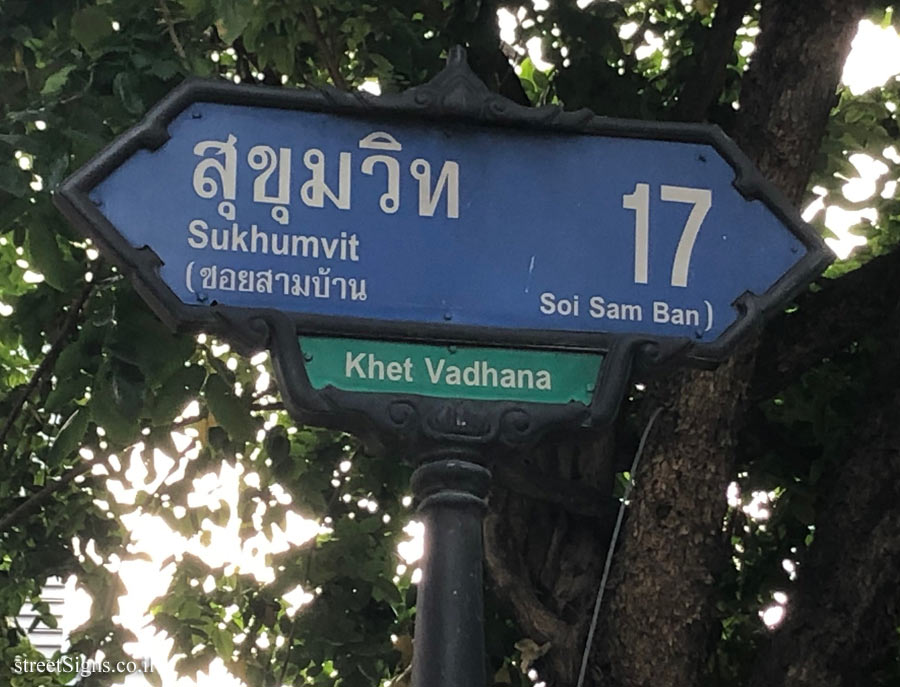 สุขุมวิท 17
Sukhumvit
(ซอยสามบ้าน Soi Sam Ban)
Khet Vadhana
streetSigns.co.il